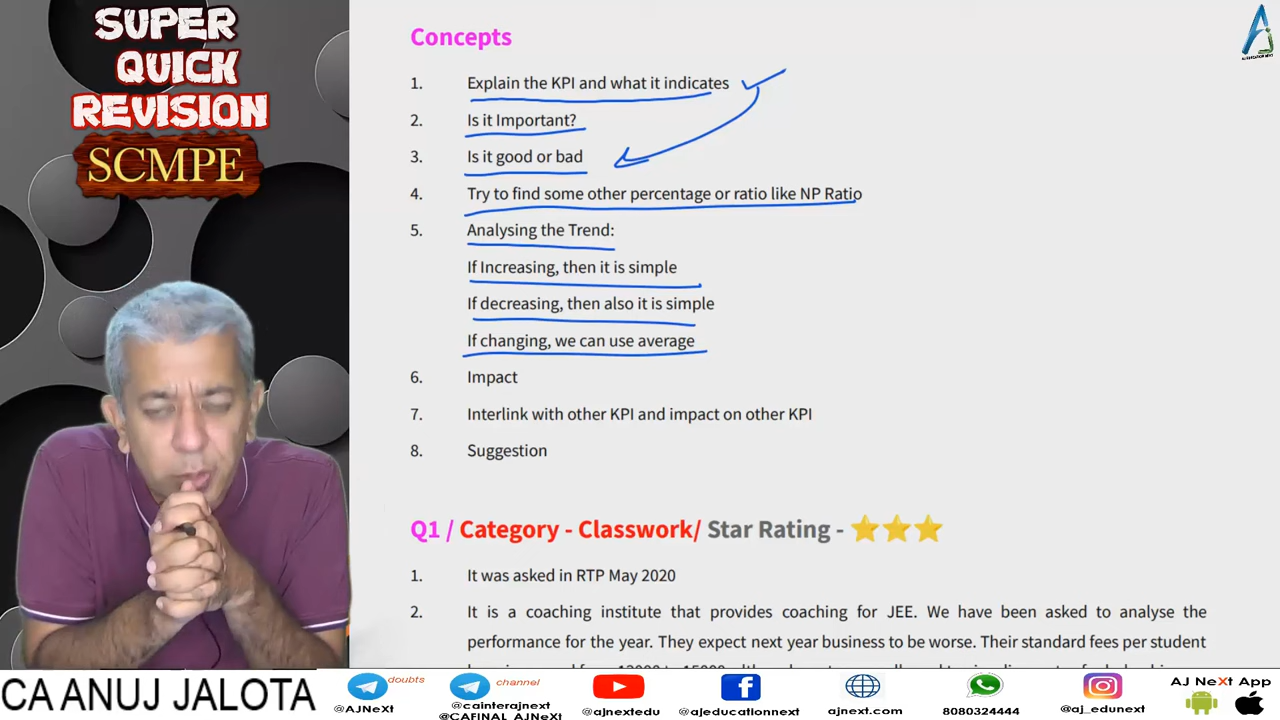 SUPER
QUICK
REVISION
SCMPE
Concepts
1. Explain the KPI and what it indicates
2. Is it Important?
3. Is it good or bad
4. Try to find some other percentage or ratio like NP Ratio
5. Analysing the Trend:
If Increasing, then it is simple
If decreasing, then also it is simple
If changing, we can use average
6. Impact
7. Interlink with other KPI and impact on other KPI
8. Suggestion
Q1 / Category - Classwork/ Star Rating - ⭐⭐⭐
1. It was asked in RTP May 2020
2. It is a coaching institute that provides coaching for JEE. We have been asked to analyse the
performance for the year. They expect next year business to be worse. Their standard fees per student
CA ANUJ JALOTA
doubts
@AJNeXt
channel
@cainterajnext
@CAFINAL_AJNeXt
@ajnextedu
@ajeducationnext
ajnext.com
8080324444
@aj_edunext
AJ NeXt App